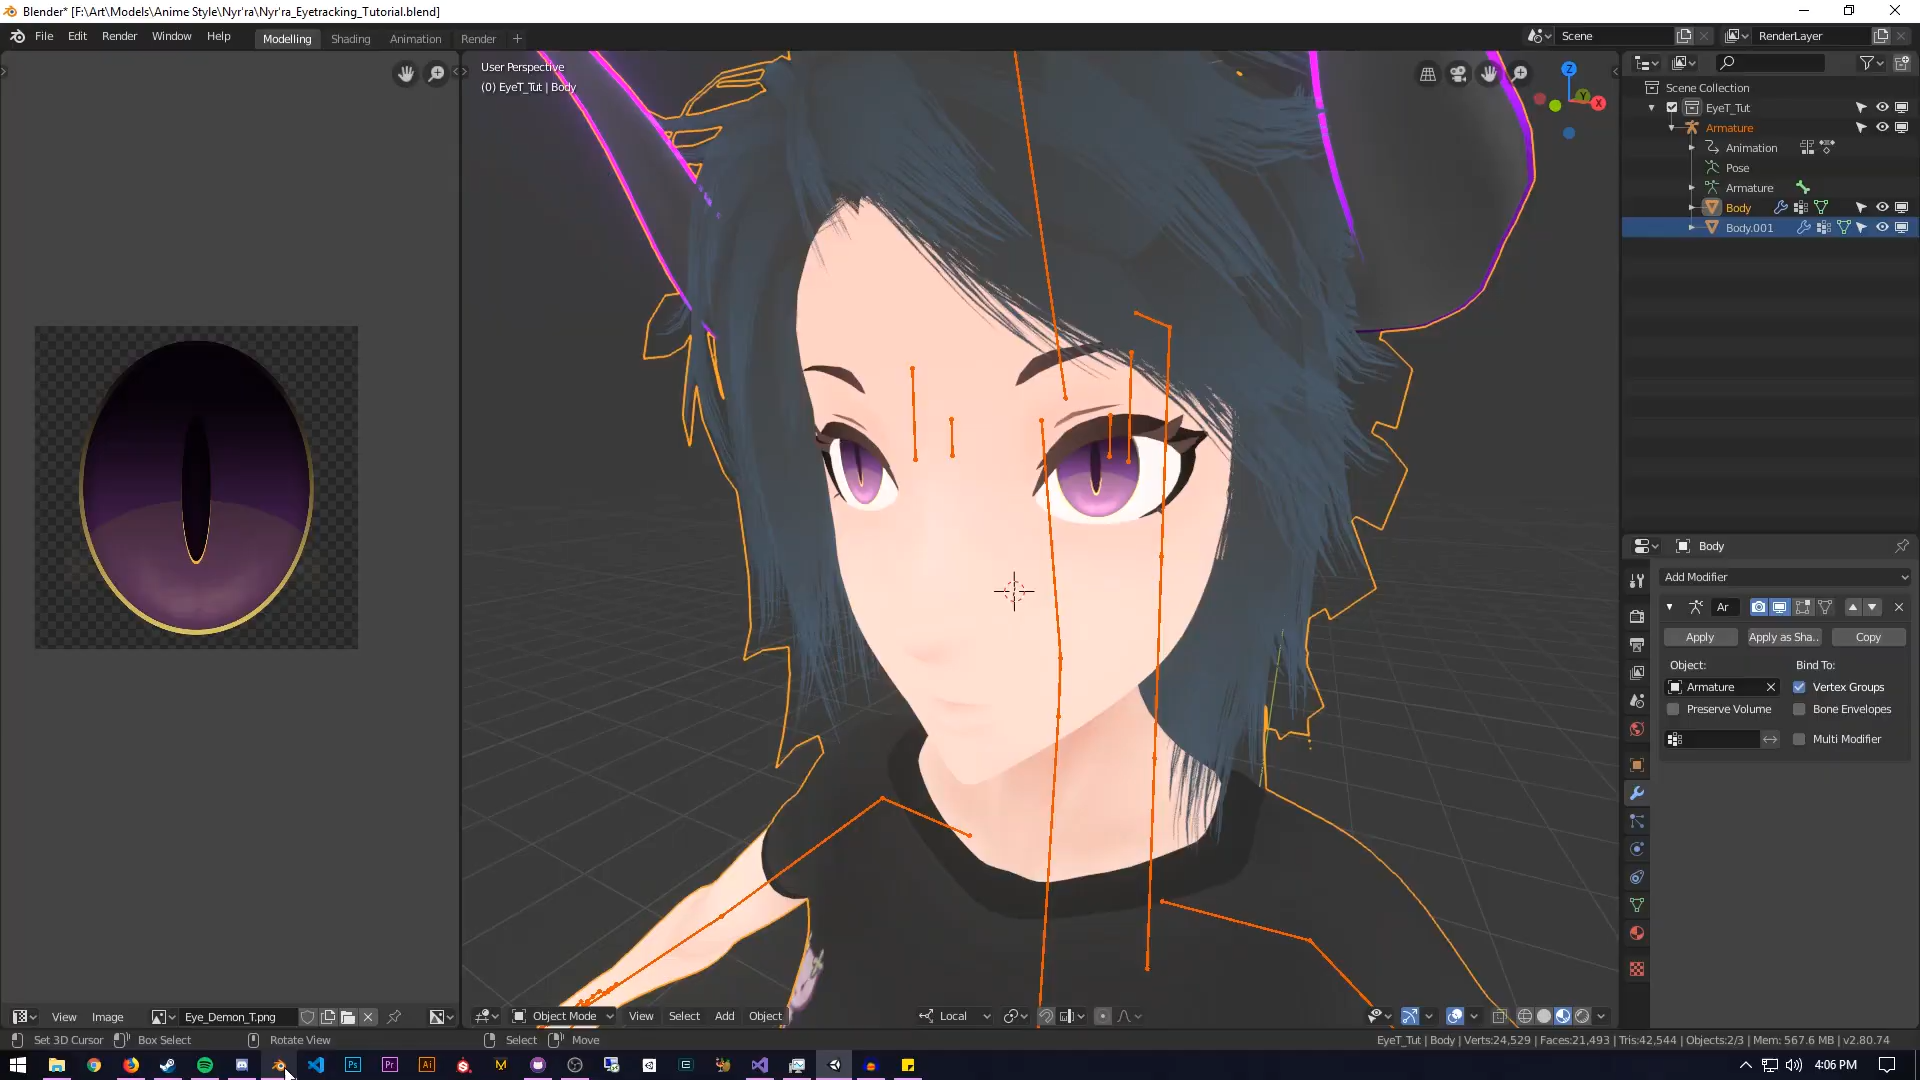 Blender* [F:\Art\Models\Anime Style\Nyr'ra\Nyr'ra_Eyetracking_Tutorial.blend]
File Edit Render Window Help Modelling Shading Animation Render + Scene RenderLayer
User Perspective
(0) EyeT_Tut | Body
Z
Y
X
Scene Collection
EyeT_Tut
Armature
Animation
Pose
Armature
Body
Body.001
Body
Add Modifier
Ar
Apply Apply as Sha.. Copy
Object: Bind To:
Armature Vertex Groups
Preserve Volume Bone Envelopes
Multi Modifier
View Image Eye_Demon_T.png Object Mode View Select Add Object Local
Set 3D Cursor Box Select Rotate View Select Move EyeT_Tut | Body | Verts:24,529 | Faces:21,493 | Tris:42,544 | Objects:2/3 | Mem: 567.6 MB | v2.80.74
Ps Pr Ai M E 4:06 PM